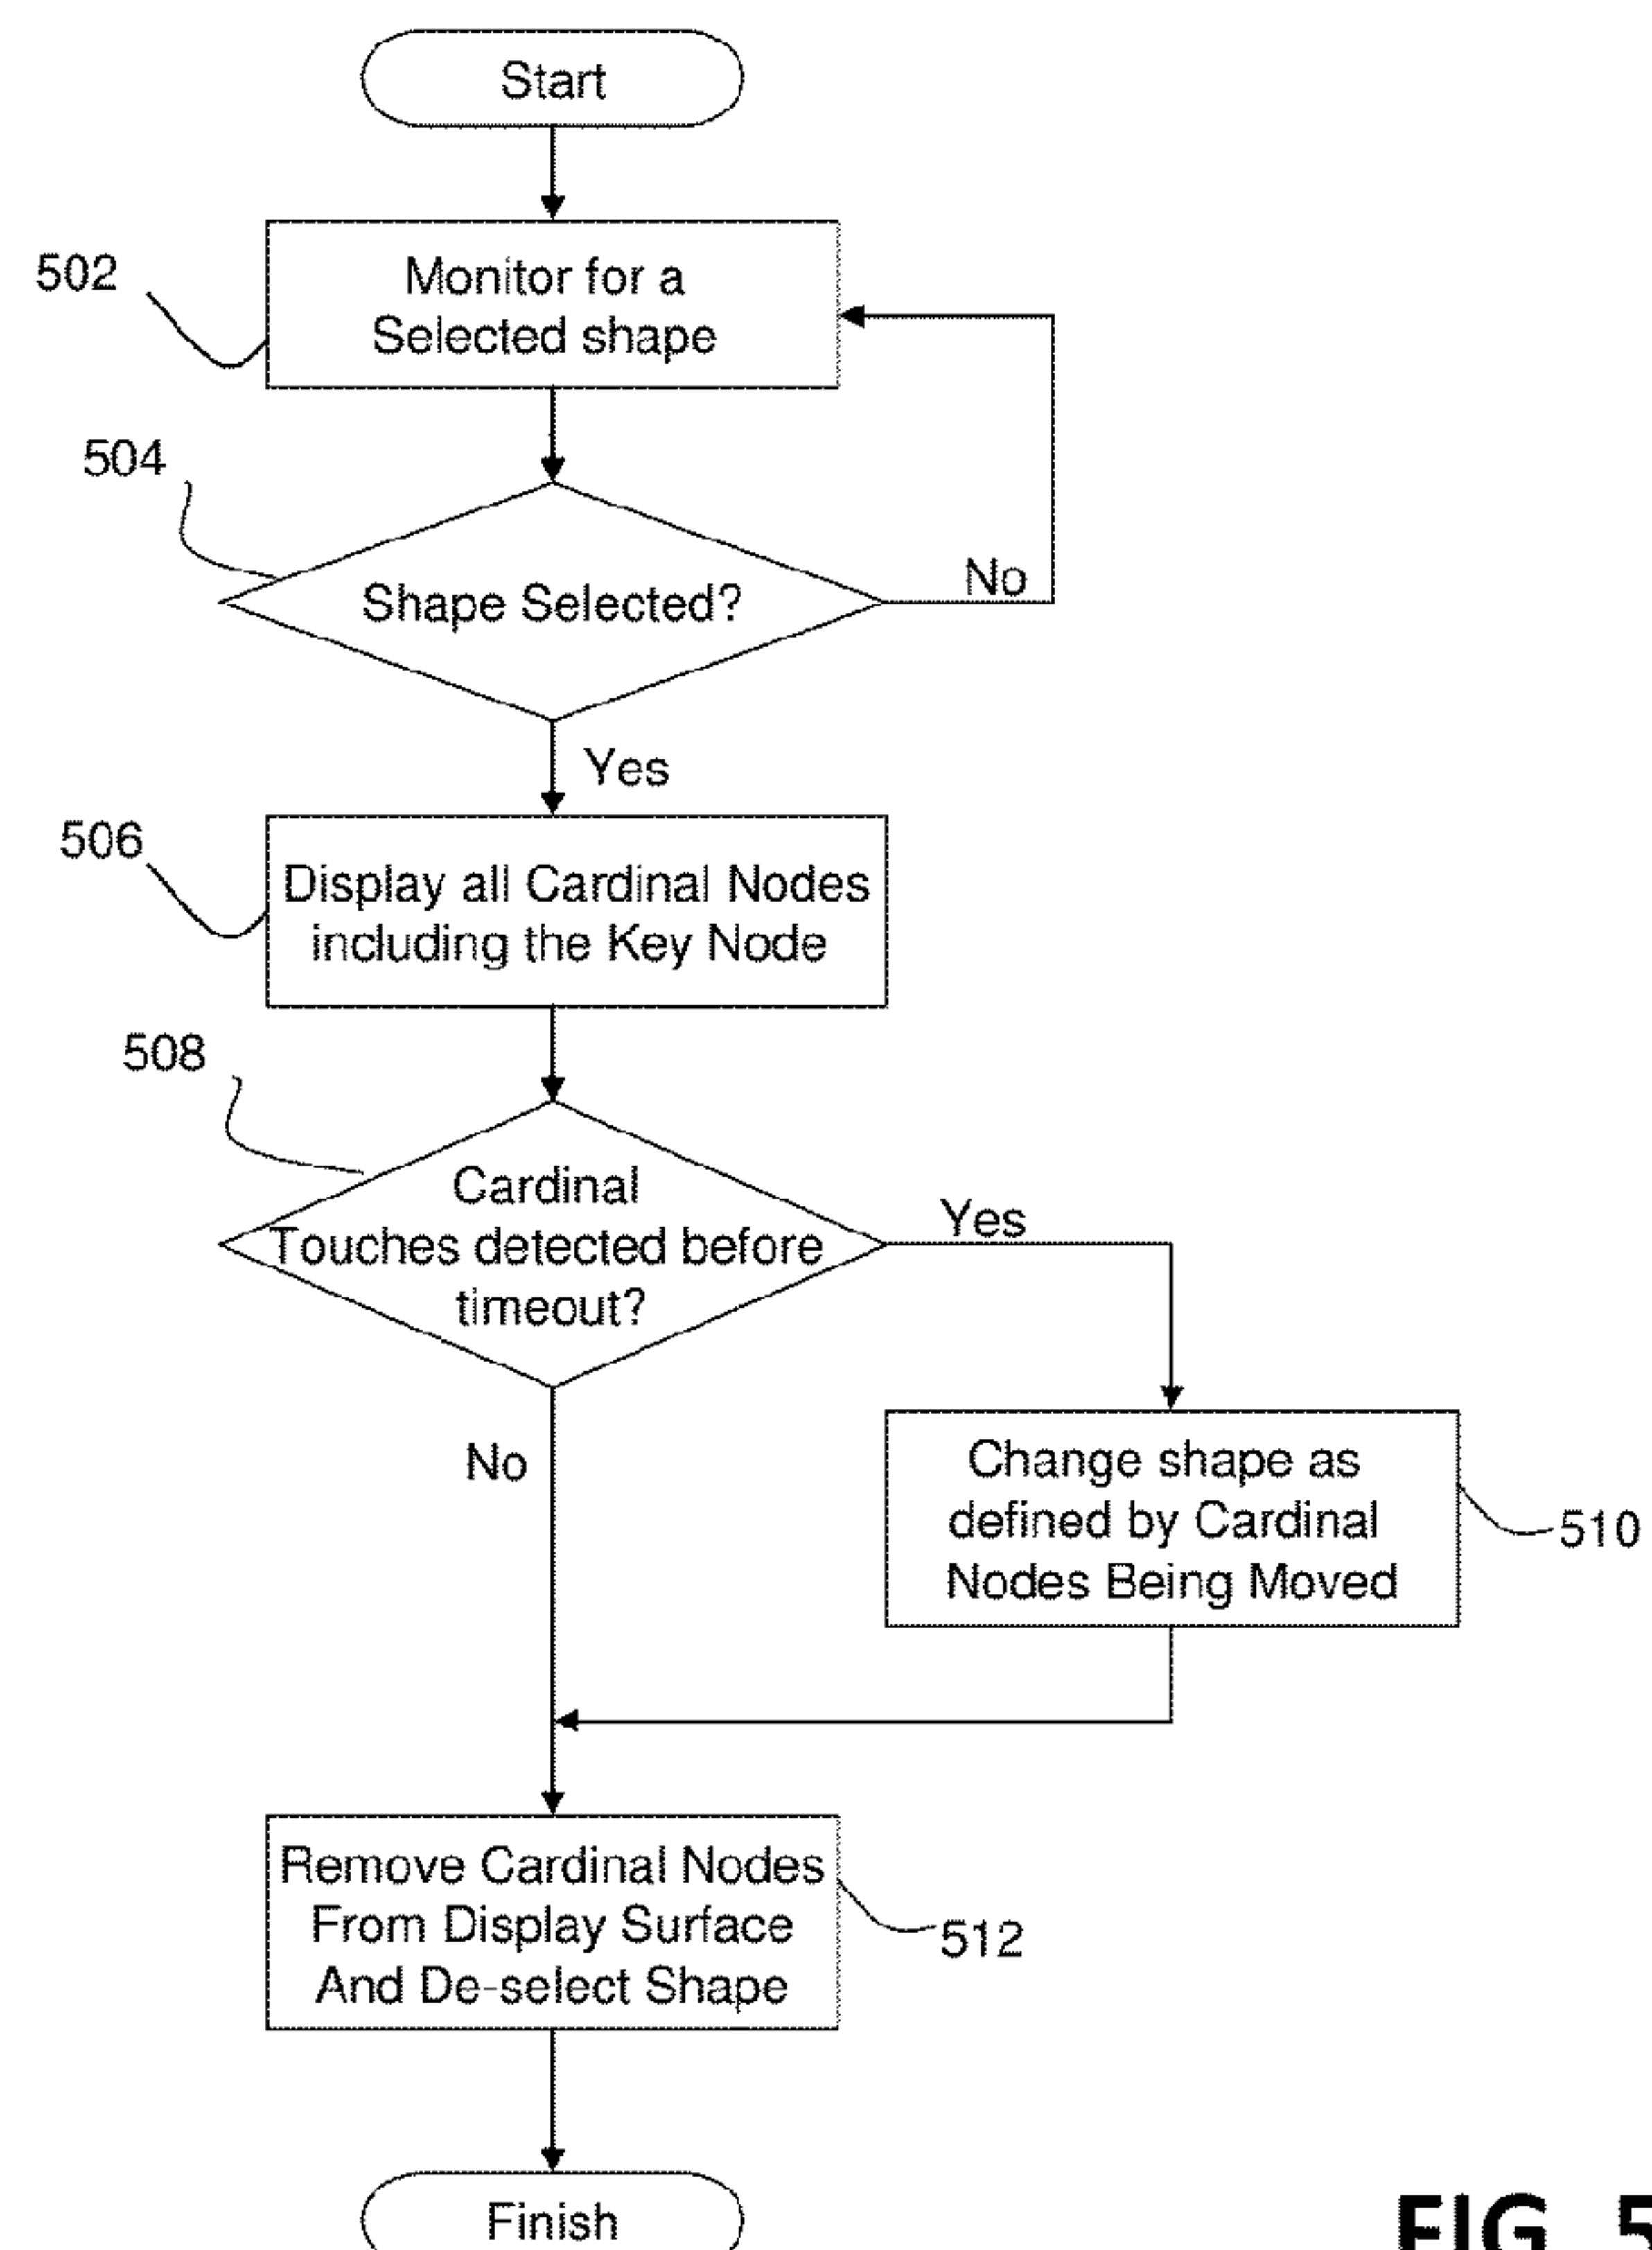 Start
502
Monitor for a
Selected shape
504
Shape Selected?
No
Yes
506
Display all Cardinal Nodes
including the Key Node
508
Cardinal
Touches detected before
timeout?
Yes
No
Change shape as
defined by Cardinal
Nodes Being Moved
510
Remove Cardinal Nodes
From Display Surface
And De-select Shape
512
Finish
FIG. 5